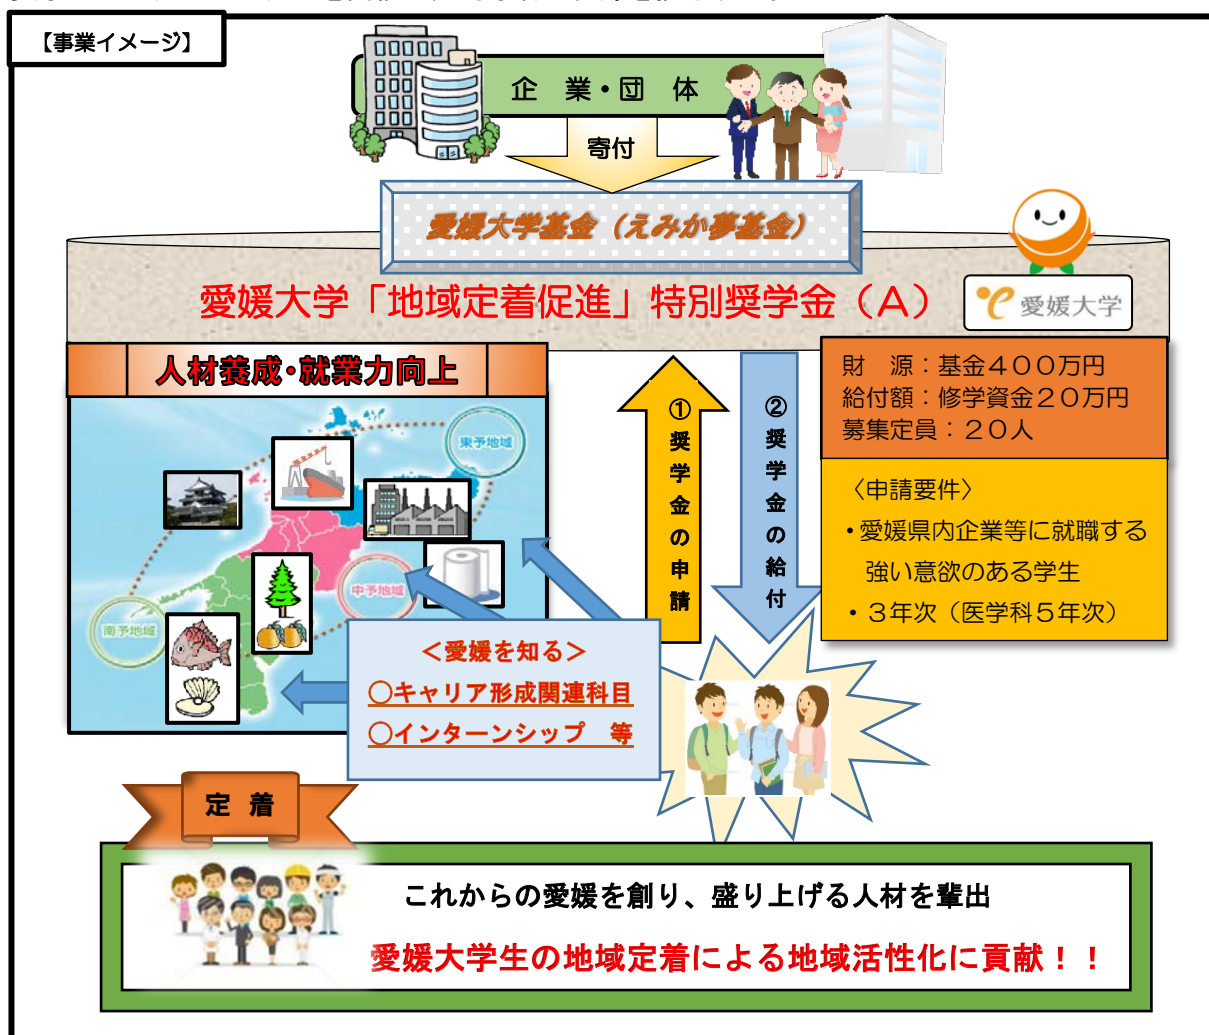 【事業イメージ】
企 業・団 体
寄付
愛媛大学基金（えみか夢基金）
愛媛大学「地域定着促進」特別奨学金（Ａ）
愛媛大学
人材養成・就業力向上
東予地域
中予地域
南予地域
＜愛媛を知る＞
○キャリア形成関連科目
○インターンシップ　等
①奨学金の申請
②奨学金の給付
財　源：基金４００万円
給付額：修学資金２０万円
募集定員：２０人
〈申請要件〉
・愛媛県内企業等に就職する
強い意欲のある学生
・３年次（医学科５年次）
定 着
これからの愛媛を創り、盛り上げる人材を輩出
愛媛大学生の地域定着による地域活性化に貢献！！